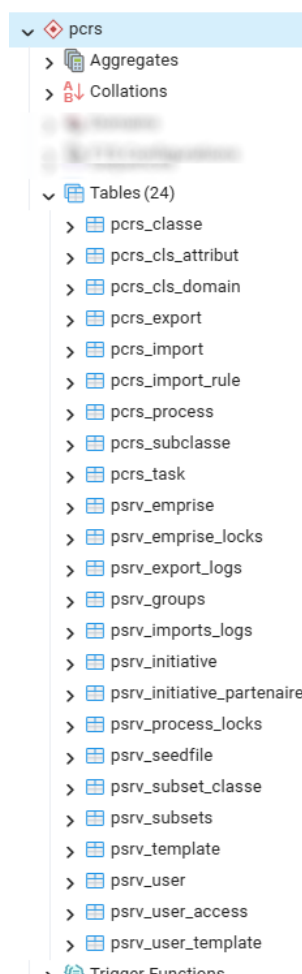 pcrs
Aggregates
Collations
Tables (24)
pcrs_classe
pcrs_cls_attribut
pcrs_cls_domain
pcrs_export
pcrs_import
pcrs_import_rule
pcrs_process
pcrs_subclasse
pcrs_task
psrv_emprise
psrv_emprise_locks
psrv_export_logs
psrv_groups
psrv_imports_logs
psrv_initiative
psrv_initiative_partenaire
psrv_process_locks
psrv_seedfile
psrv_subset_classe
psrv_subsets
psrv_template
psrv_user
psrv_user_access
psrv_user_template
Trigger Functions